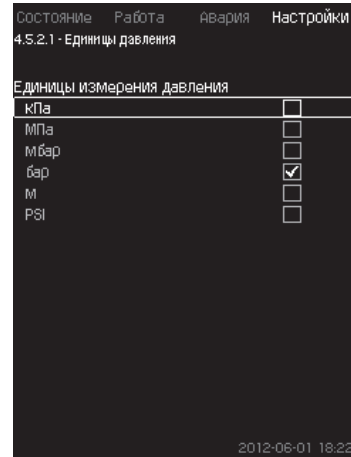 Состояние Работа Авария Настройки
4.5.2.1 - Единицы давления
Единицы измерения давления
кПа
МПа
мбар
бар
м
PSI
2012-06-01 18:22